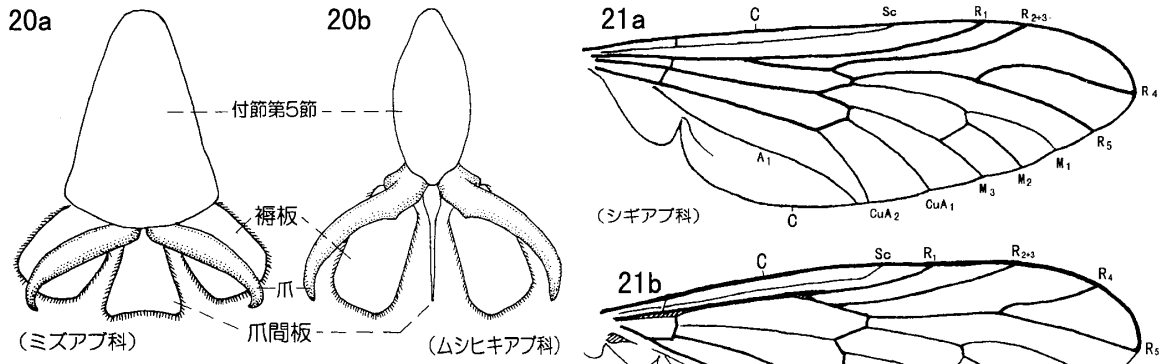 20a
20b
付節第5節
褥板
爪
爪間板
(ミズアブ科)
(ムシヒキアブ科)
21a
C
Sc
R1
R2+3
R4
R5
M1
M2
M3
CuA1
CuA2
A1
C
(シギアブ科)
21b
C
Sc
R1
R2+3
R4
R5